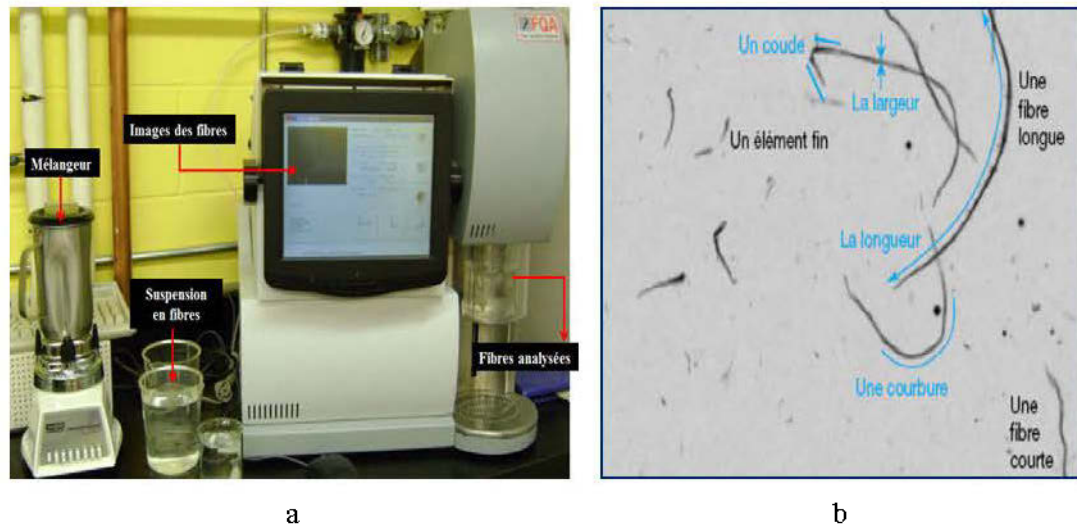 FQA
Images des fibres
Mélangeur
Suspension
en fibres
Fibres analysées
a
Un coude
La largeur
Une
fibre
longue
Un élément fin
La longueur
Une courbure
Une
fibre
courte
b